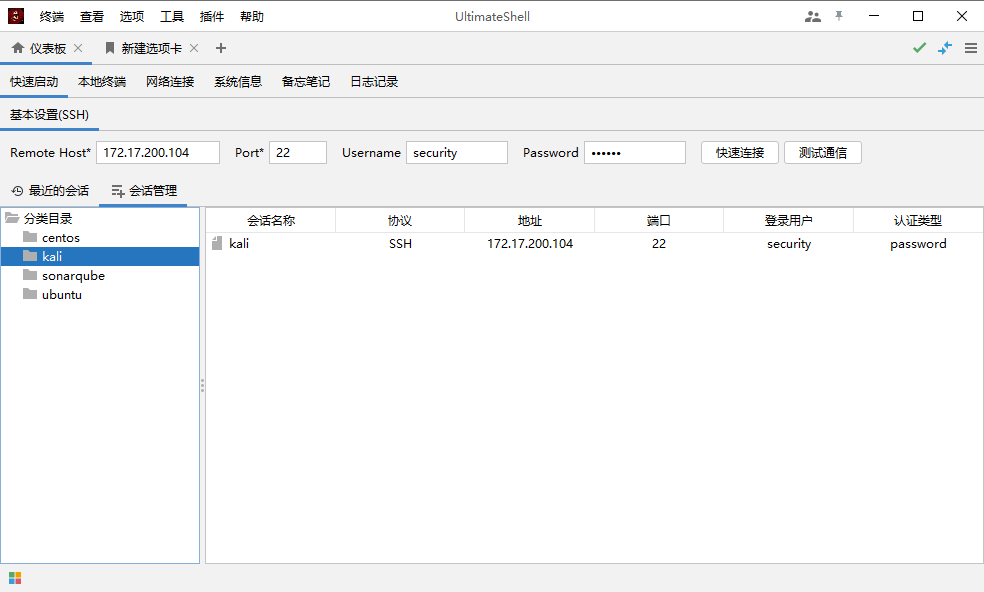 终端 查看 选项 工具 插件 帮助 UltimateShell
仪表板 新建选项卡
快速启动 本地终端 网络连接 系统信息 备忘笔记 日志记录
基本设置(SSH)
Remote Host* 172.17.200.104 Port* 22 Username security Password •••••• 快速连接 测试通信
最近的会话 会话管理
分类目录 会话名称 协议 地址 端口 登录用户 认证类型
centos kali SSH 172.17.200.104 22 security password
kali
sonarqube
ubuntu